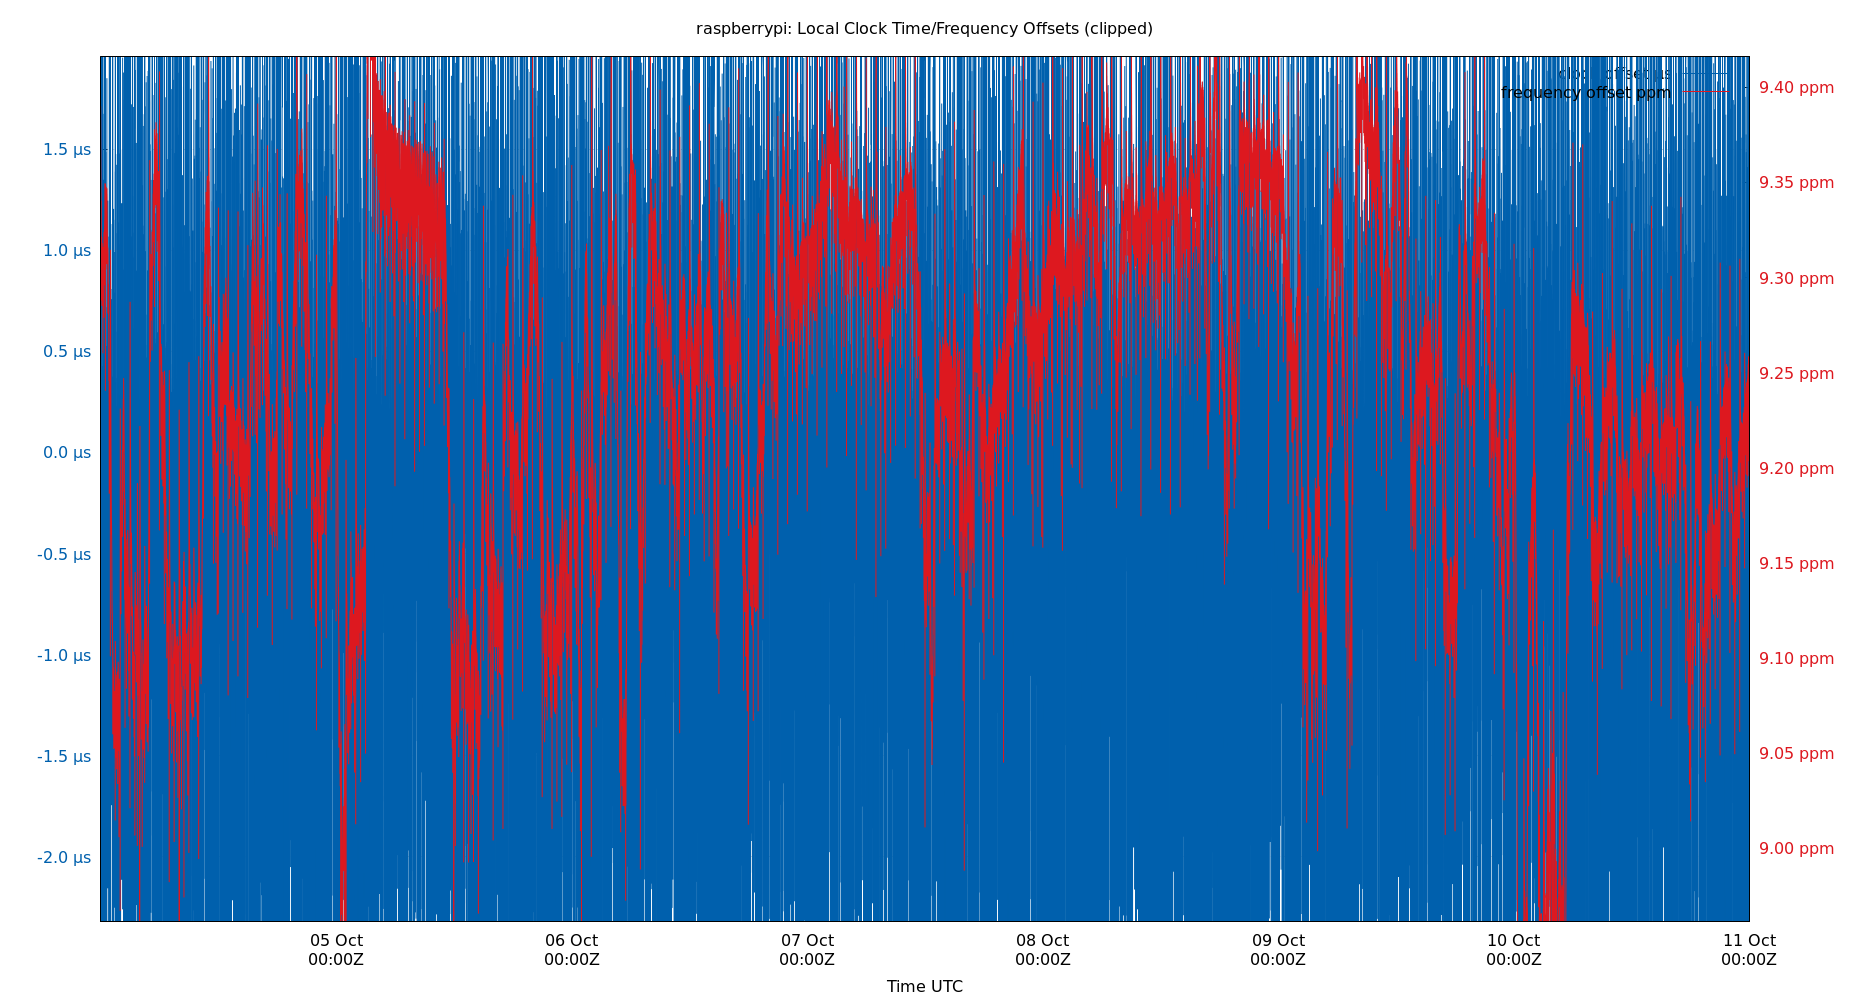 raspberrypi: Local Clock Time/Frequency Offsets (clipped)
clock offset µs
frequency offset ppm
1.5 µs
1.0 µs
0.5 µs
0.0 µs
-0.5 µs
-1.0 µs
-1.5 µs
-2.0 µs
9.40 ppm
9.35 ppm
9.30 ppm
9.25 ppm
9.20 ppm
9.15 ppm
9.10 ppm
9.05 ppm
9.00 ppm
05 Oct
00:00Z
06 Oct
00:00Z
07 Oct
00:00Z
08 Oct
00:00Z
09 Oct
00:00Z
10 Oct
00:00Z
11 Oct
00:00Z
Time UTC